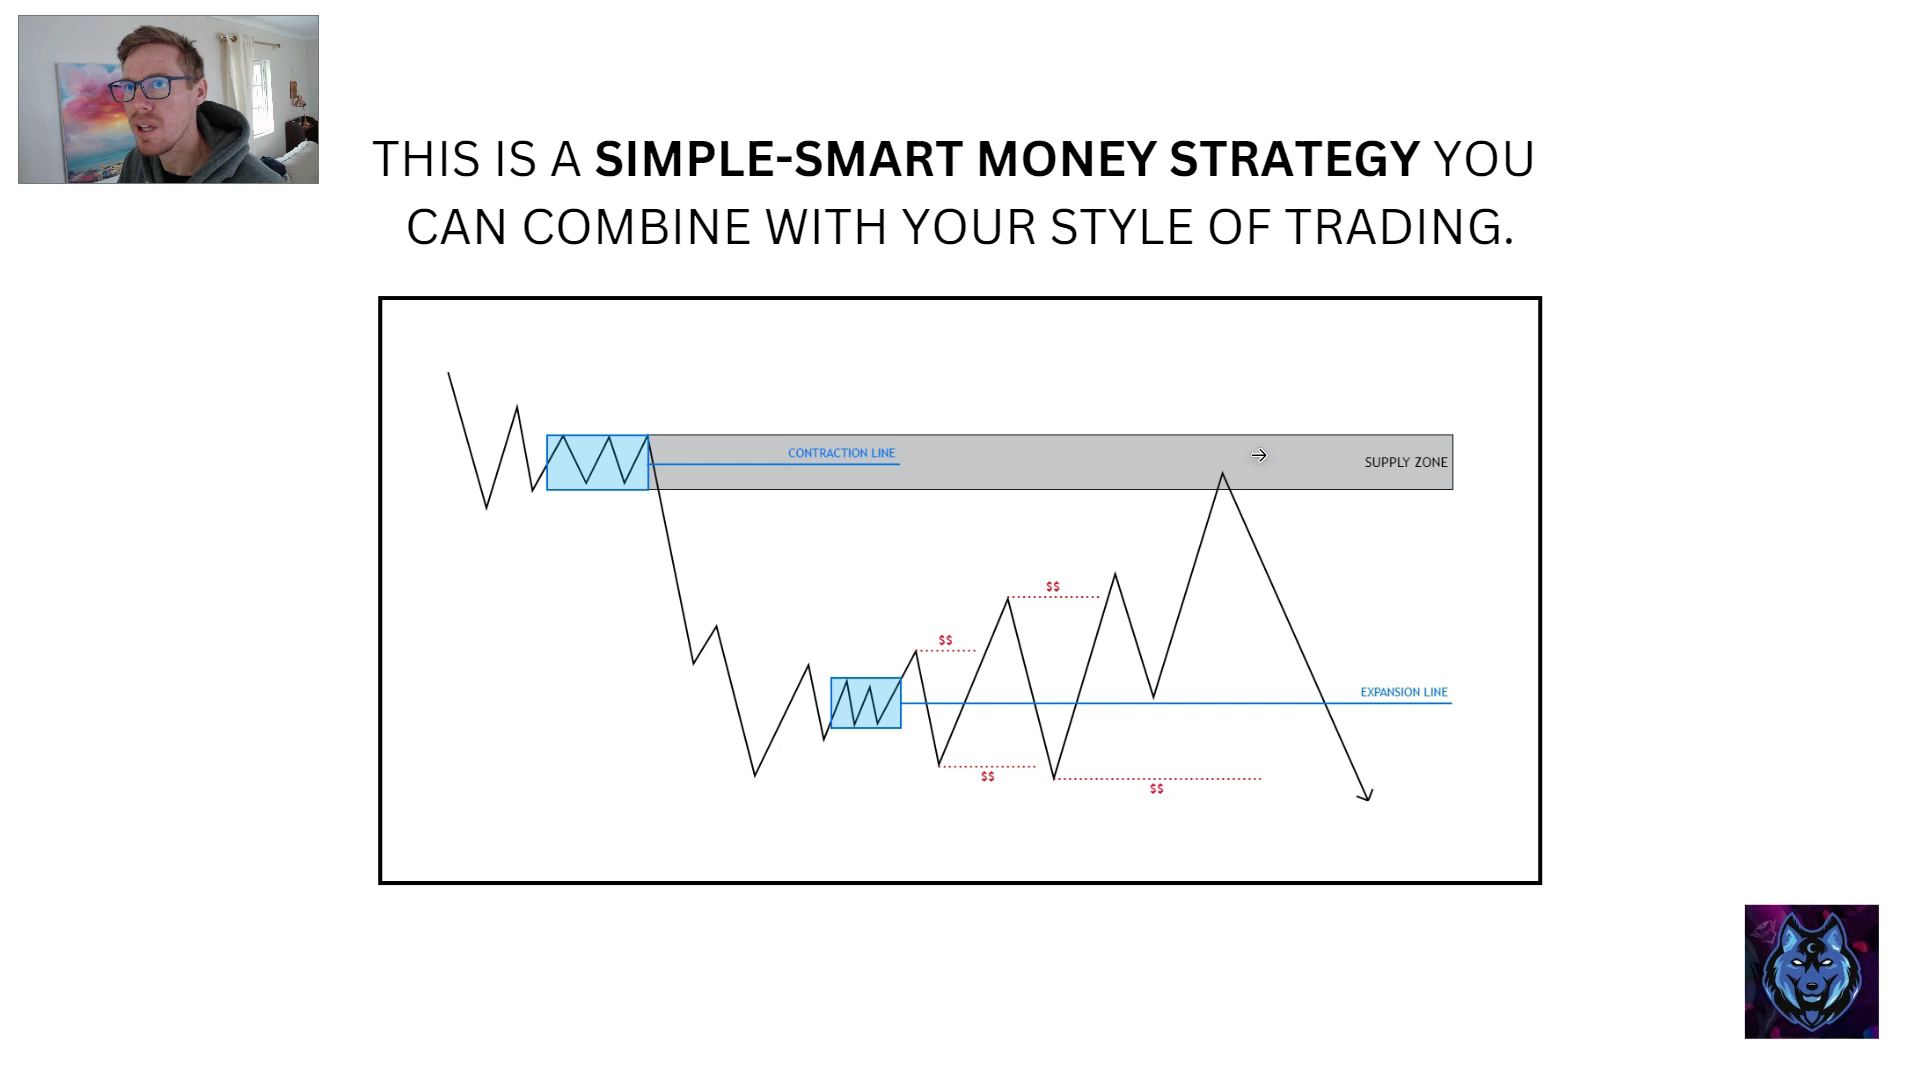 THIS IS A SIMPLE-SMART MONEY STRATEGY YOU
CAN COMBINE WITH YOUR STYLE OF TRADING.
CONTRACTION LINE
SUPPLY ZONE
$$
$$
EXPANSION LINE
$$
$$